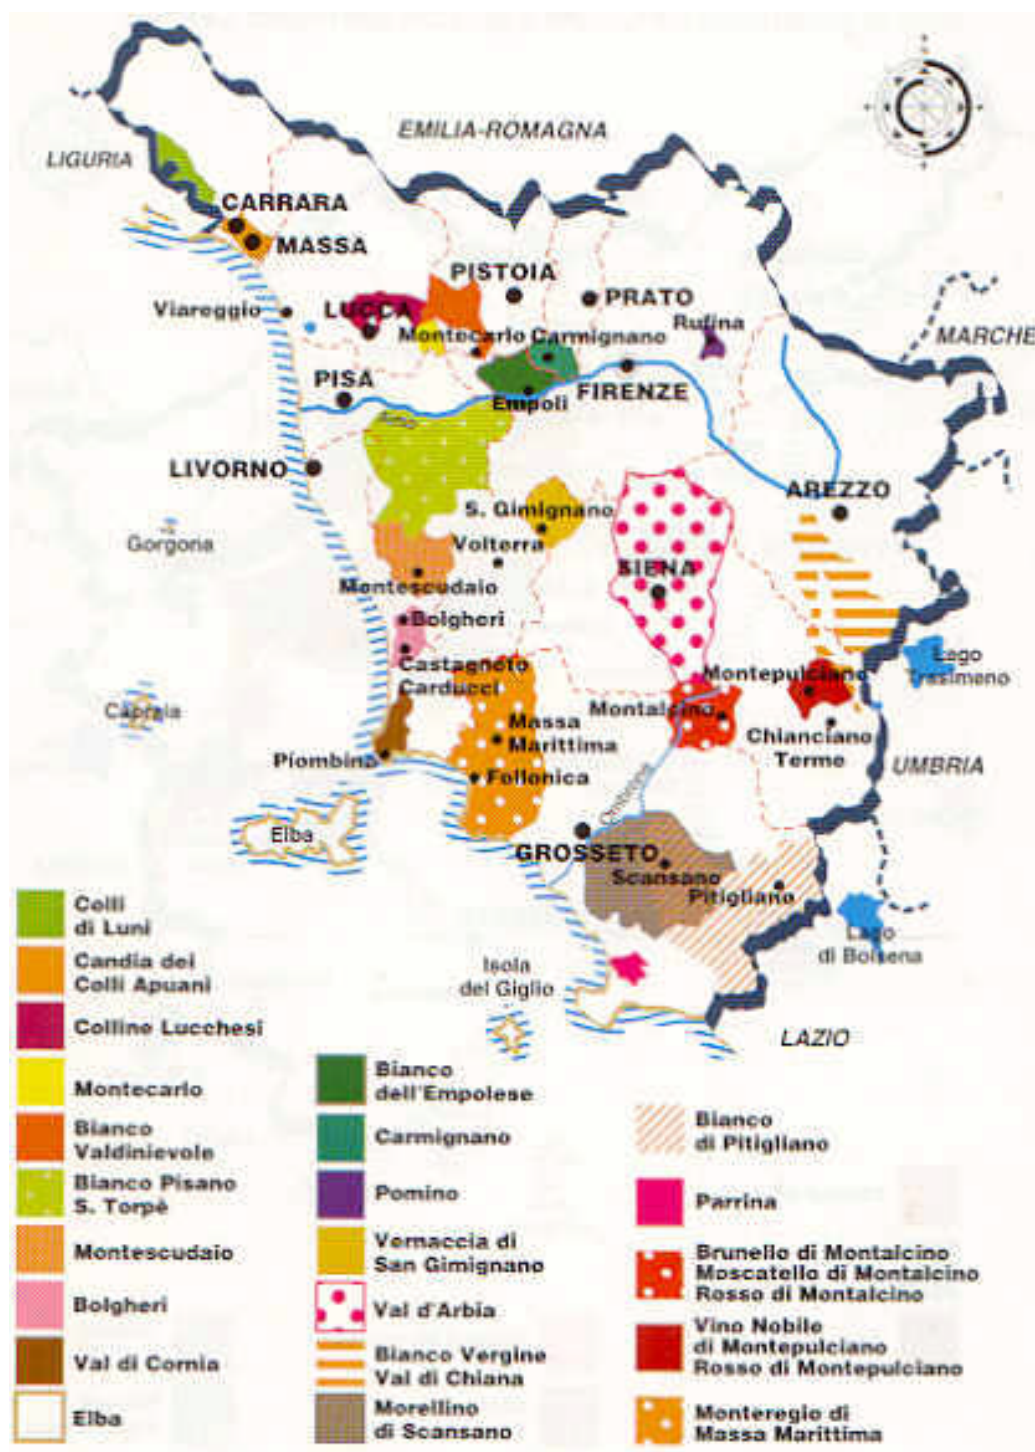 EMILIA-ROMAGNA
LIGURIA
CARRARA
MASSA
PISTOIA
Viareggio
LUCCA
PRATO
Rufina
MARCHE
Montecarlo
Carmignano
PISA
FIRENZE
Empoli
Arno
LIVORNO
AREZZO
S. Gimignano
Gorgona
Volterra
SIENA
Montescudaio
Bolgheri
Castagneto
Carducci
Lago
Trasimeno
Montepulciano
Capraia
Montalcino
Massa
Marittima
Chianciano
Terme
Piombino
Follonica
UMBRIA
Ombrone
Elba
GROSSETO
Scansano
Pitigliano
Lago
di Bolsena
Isola
del Giglio
LAZIO
Colli
di Luni
Candia dei
Colli Apuani
Colline Lucchesi
Montecarlo
Bianco
Valdinievole
Bianco Pisano
S. Torpè
Montescudaio
Bolgheri
Val di Cornia
Elba
Bianco
dell'Empolese
Carmignano
Pomino
Vernaccia di
San Gimignano
Val d'Arbia
Bianco Vergine
Val di Chiana
Morellino
di Scansano
Bianco
di Pitigliano
Parrina
Brunello di Montalcino
Moscatello di Montalcino
Rosso di Montalcino
Vino Nobile
di Montepulciano
Rosso di Montepulciano
Monteregio di
Massa Marittima